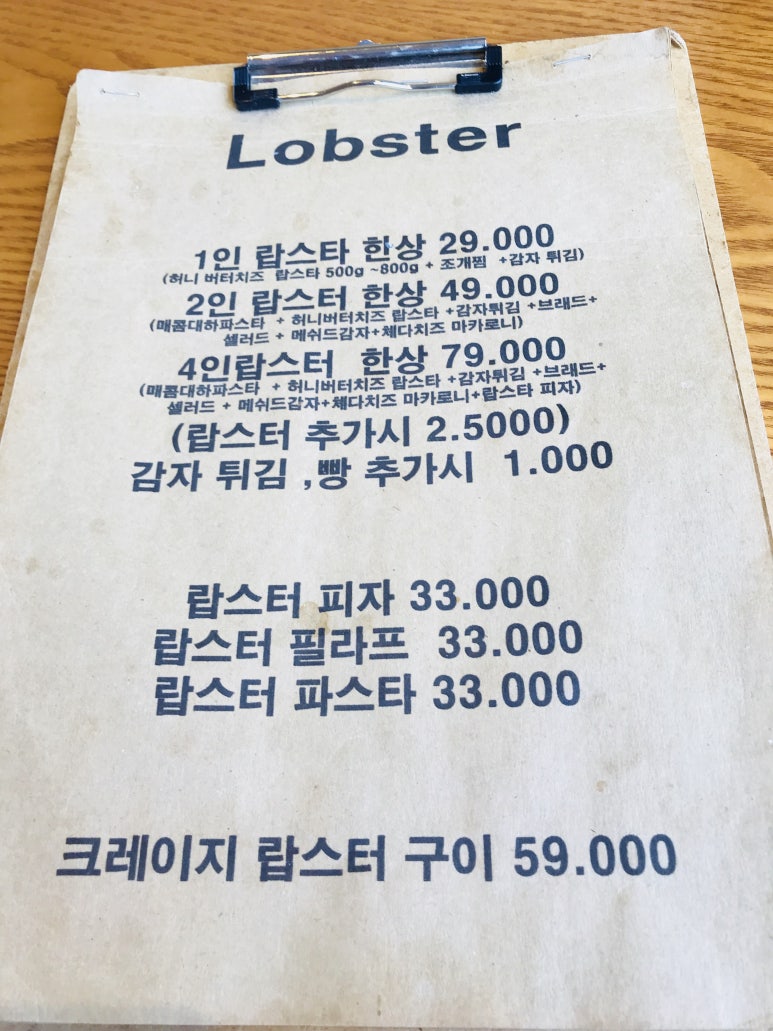 Lobster
1인 랍스타 한상 29.000
(허니 버터치즈 랍스타 500g ~800g + 조개찜 +감자 튀김)
2인 랍스터 한상 49.000
(매콤대하파스타 + 허니버터치즈 랍스타 +감자튀김 +브래드+
셀러드 + 메쉬드감자+체다치즈 마카로니)
4인랍스터 한상 79.000
(매콤대하파스타 + 허니버터치즈 랍스타 +감자튀김 +브래드+
셀러드 + 메쉬드감자+체다치즈 마카로니+랍스타 피자)
(랍스터 추가시 2.5000)
감자 튀김 ,빵 추가시 1.000
랍스터 피자 33.000
랍스터 필라프 33.000
랍스터 파스타 33.000
크레이지 랍스터 구이 59.000